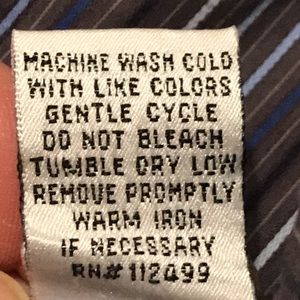 MACHINE WASH COLD
WITH LIKE COLORS
GENTLE CYCLE
DO NOT BLEACH
TUMBLE DRY LOW
REMOVE PROMPTLY
WARM IRON
IF NECESSARY
RN# 112499